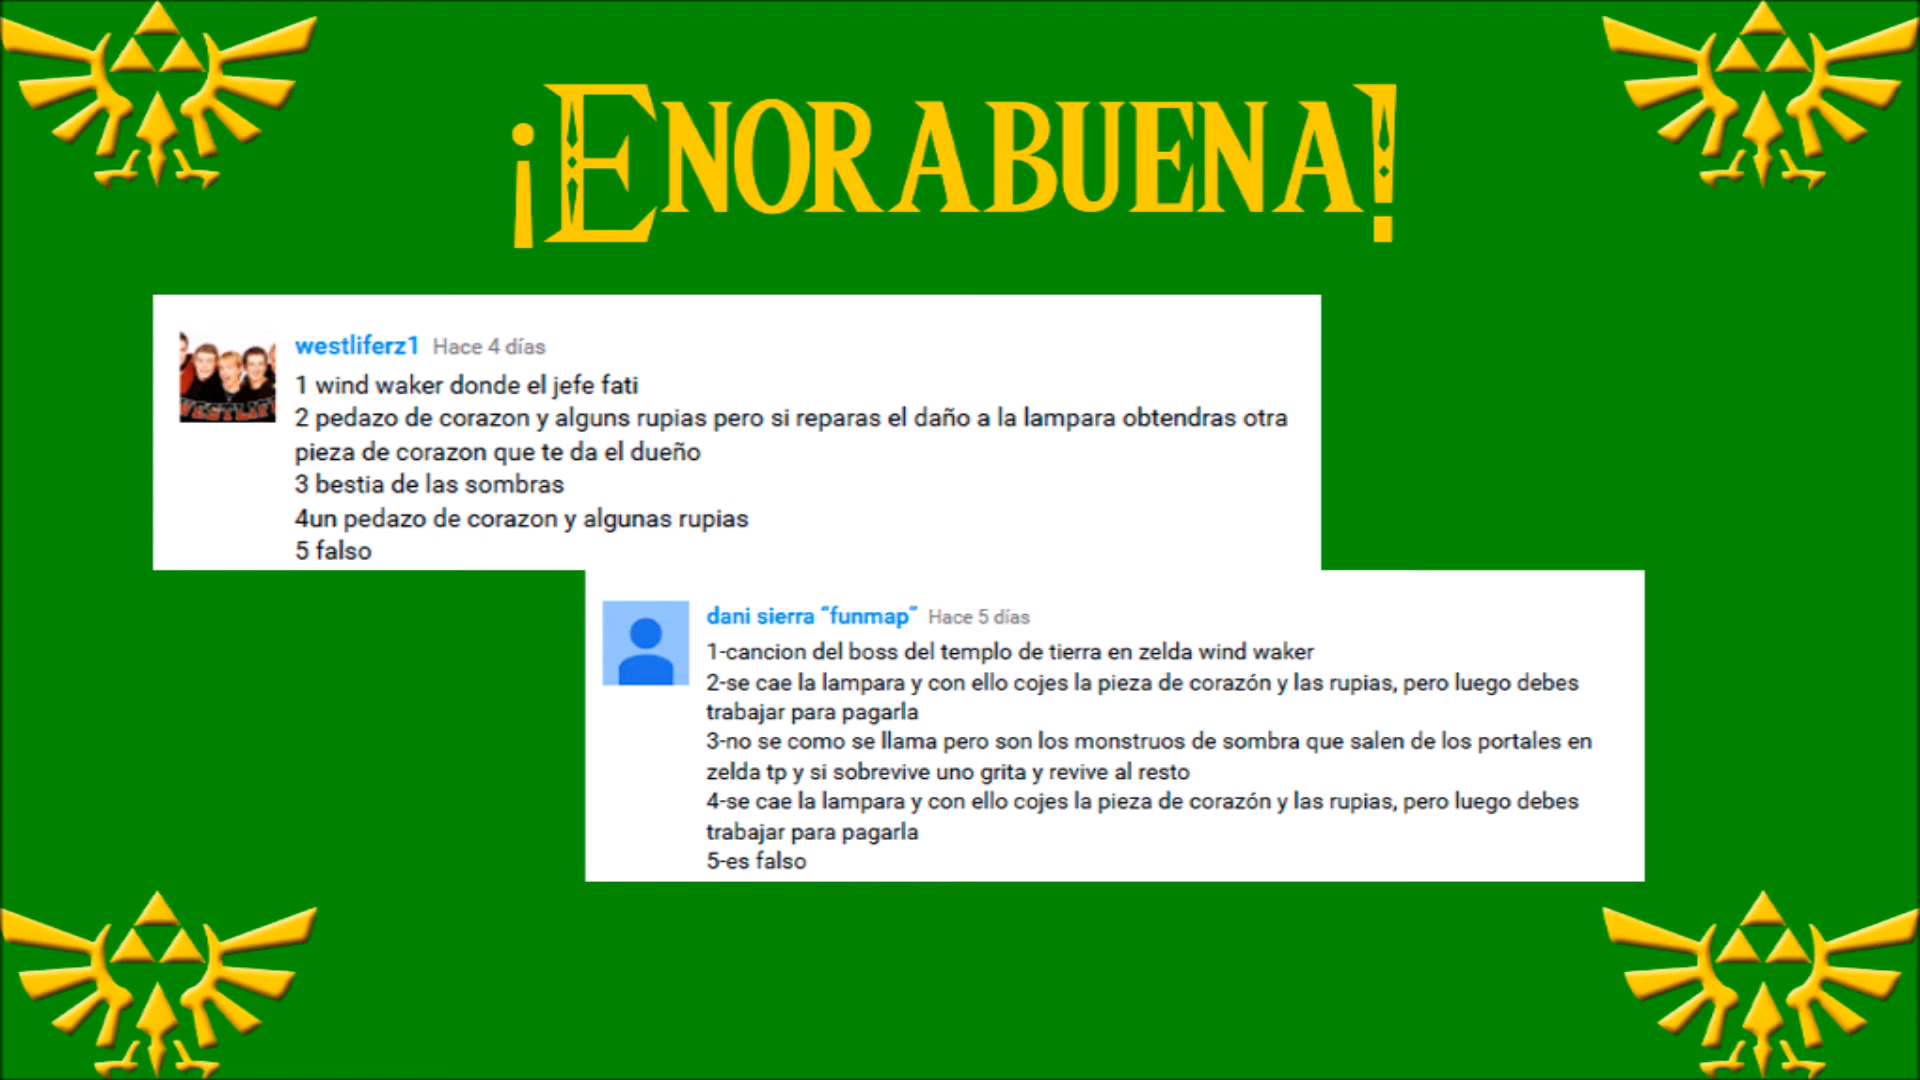 ¡ENORABUENA!
westliferz1 Hace 4 días
1 wind waker donde el jefe fati
2 pedazo de corazon y alguns rupias pero si reparas el daño a la lampara obtendras otra
pieza de corazon que te da el dueño
3 bestia de las sombras
4un pedazo de corazon y algunas rupias
5 falso
dani sierra "funmap" Hace 5 días
1-cancion del boss del templo de tierra en zelda wind waker
2-se cae la lampara y con ello cojes la pieza de corazón y las rupias, pero luego debes
trabajar para pagarla
3-no se como se llama pero son los monstruos de sombra que salen de los portales en
zelda tp y si sobrevive uno grita y revive al resto
4-se cae la lampara y con ello cojes la pieza de corazón y las rupias, pero luego debes
trabajar para pagarla
5-es falso